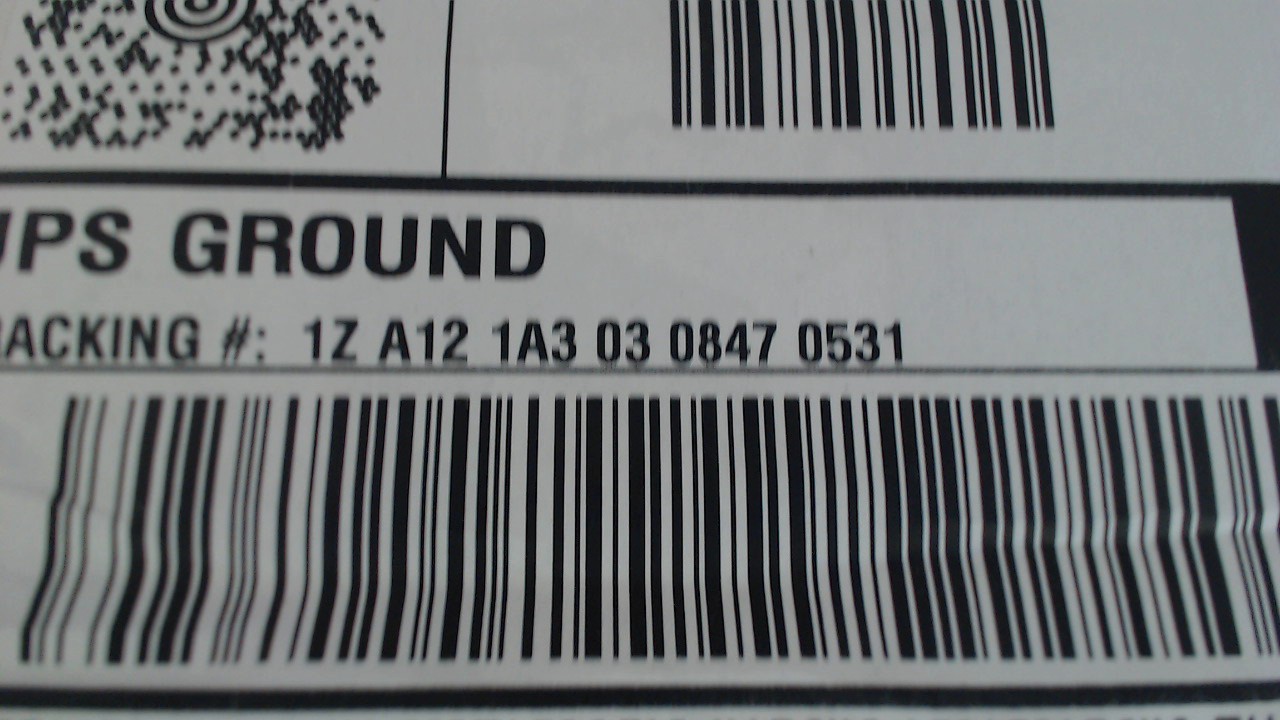 UPS GROUND
TRACKING #: 1Z A12 1A3 03 0847 0531